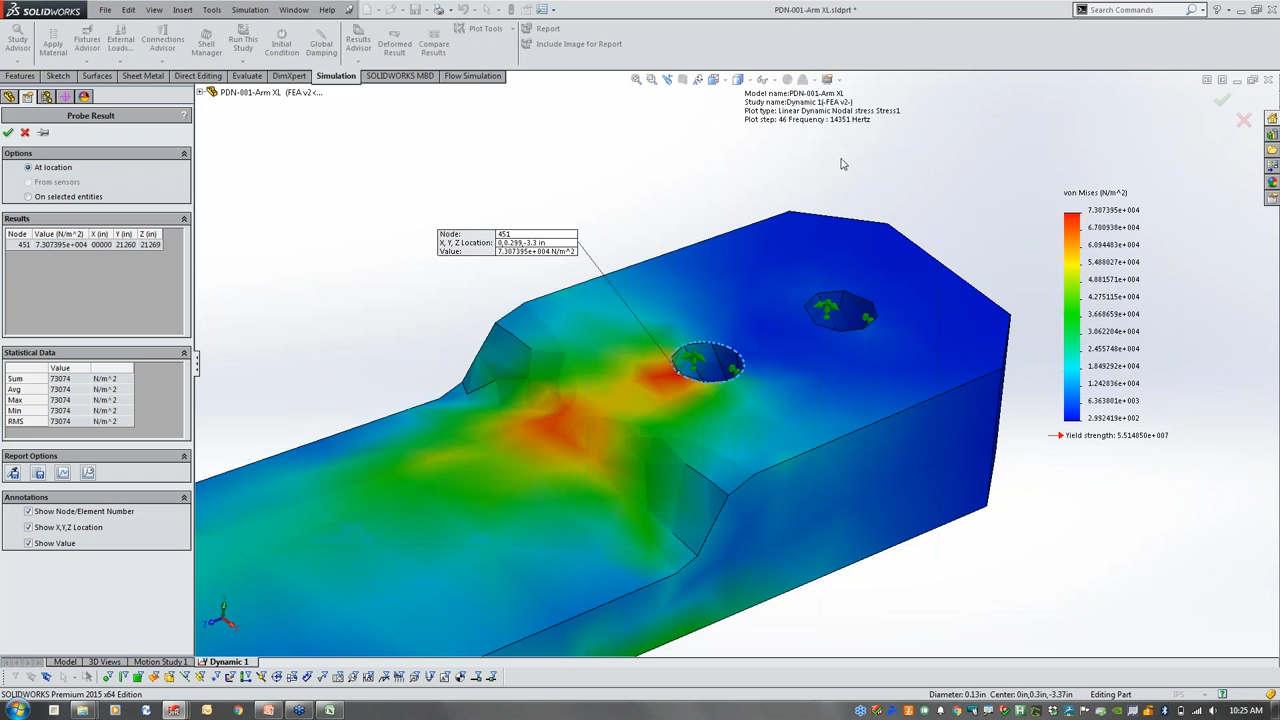 SOLIDWORKS
File Edit View Insert Tools Simulation Window Help
PDN-001-Arm XL.sldprt *
Search Commands
Study Advisor
Apply Material
Fixtures Advisor
External Loads...
Connections Advisor
Shell Manager
Run This Study
Initial Condition
Global Damping
Results Advisor
Deformed Result
Compare Results
Plot Tools
Report
Include Image for Report
Features Sketch Surfaces Sheet Metal Direct Editing Evaluate DimXpert Simulation SOLIDWORKS MBD Flow Simulation
PDN-001-Arm XL (FEA v2<...
Model name:PDN-001-Arm XL
Study name:Dynamic 1(-FEA v2-)
Plot type: Linear Dynamic Nodal stress Stress1
Plot step: 46 Frequency : 14351 Hertz
Probe Result
?
Options
At location
From sensors
On selected entities
Results
Node Value (N/m^2) X (in) Y (in) Z (in)
451 7.307395e+004 00000 21260 21269
Statistical Data
Value
Sum 73074 N/m^2
Avg 73074 N/m^2
Max 73074 N/m^2
Min 73074 N/m^2
RMS 73074 N/m^2
Report Options
Annotations
Show Node/Element Number
Show X,Y,Z Location
Show Value
Node: 451
X, Y, Z Location: 0,0.299,-3.3 in
Value: 7.307395e+004 N/m^2
von Mises (N/m^2)
7.307395e+004
6.700938e+004
6.094483e+004
5.488027e+004
4.881571e+004
4.275115e+004
3.668659e+004
3.062204e+004
2.455748e+004
1.849292e+004
1.242836e+004
6.363801e+003
2.992419e+002
Yield strength: 5.514850e+007
Z
Model 3D Views Motion Study 1 Dynamic 1
SOLIDWORKS Premium 2015 x64 Edition
Diameter: 0.13in Center: 0in,0.3in,-3.37in Editing Part IPS
10:25 AM